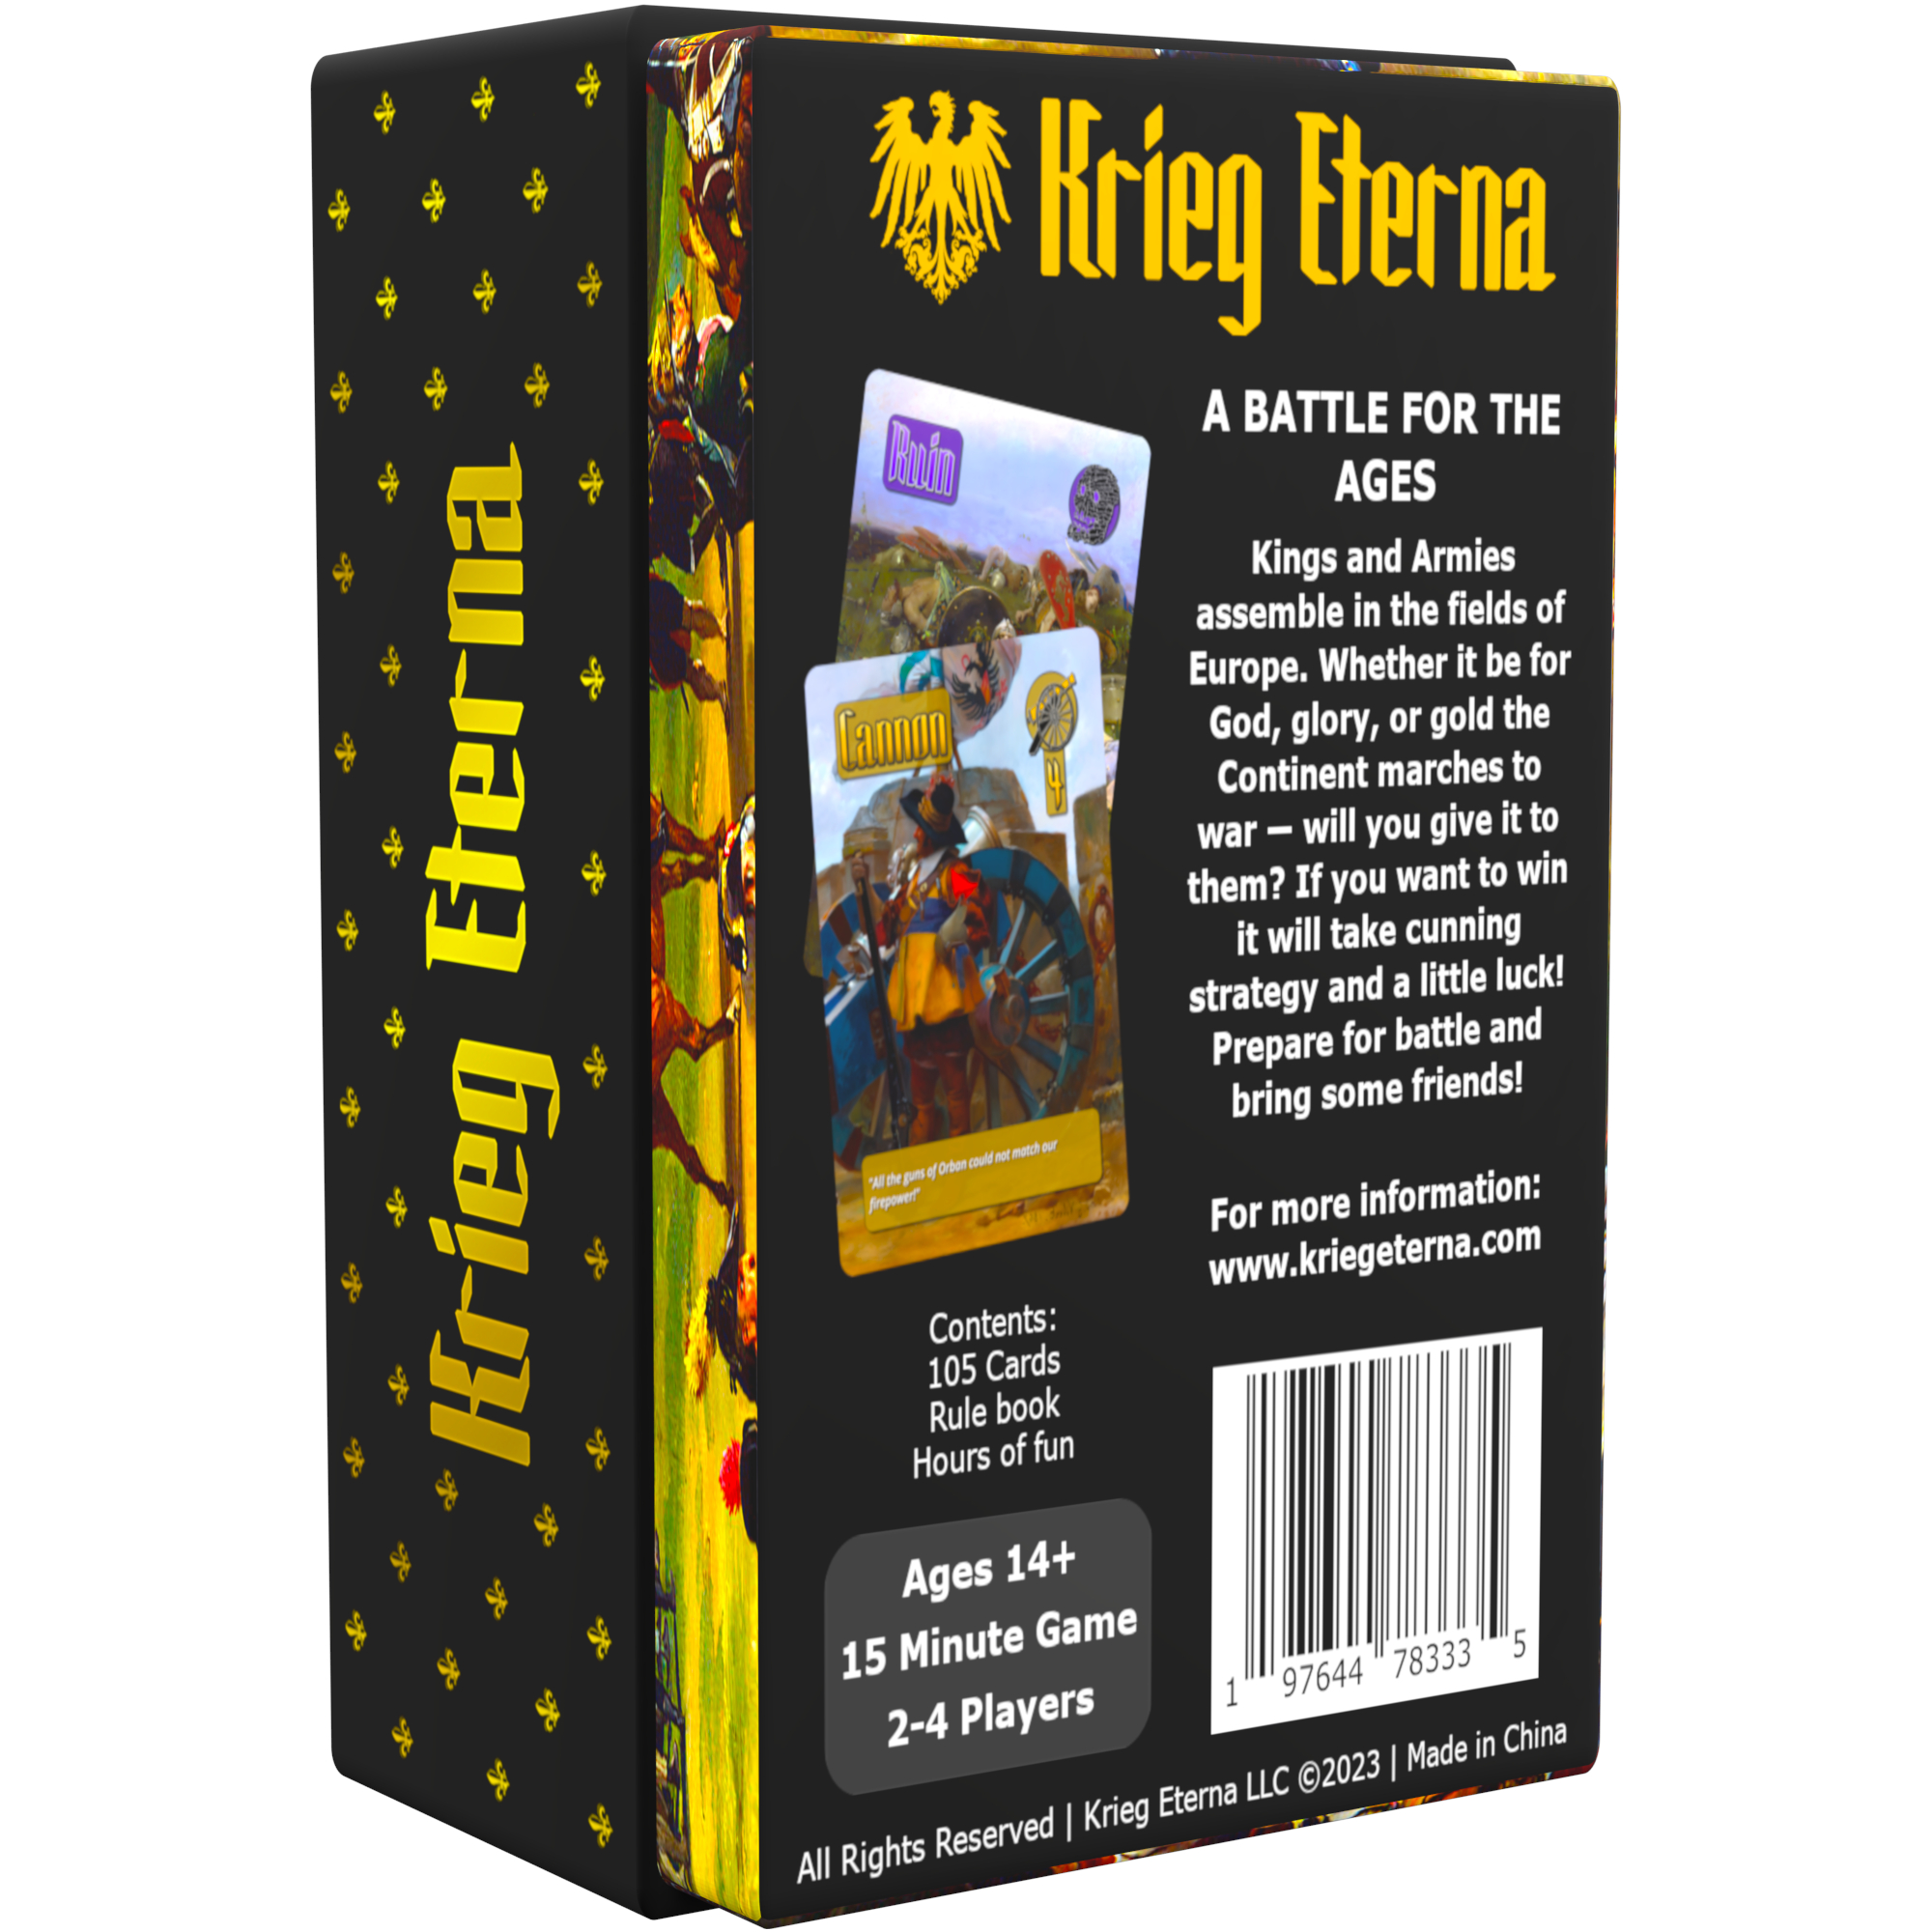 Krieg Eterna
Krieg Eterna
Ruin
Cannon
4
"All the guns of Orban could not match our
firepower!"
A BATTLE FOR THE
AGES
Kings and Armies
assemble in the fields of
Europe. Whether it be for
God, glory, or gold the
Continent marches to
war — will you give it to
them? If you want to win
it will take cunning
strategy and a little luck!
Prepare for battle and
bring some friends!
For more information:
www.kriegeterna.com
Contents:
105 Cards
Rule book
Hours of fun
Ages 14+
15 Minute Game
2-4 Players
1 97644 78333 5
All Rights Reserved | Krieg Eterna LLC ©2023 | Made in China